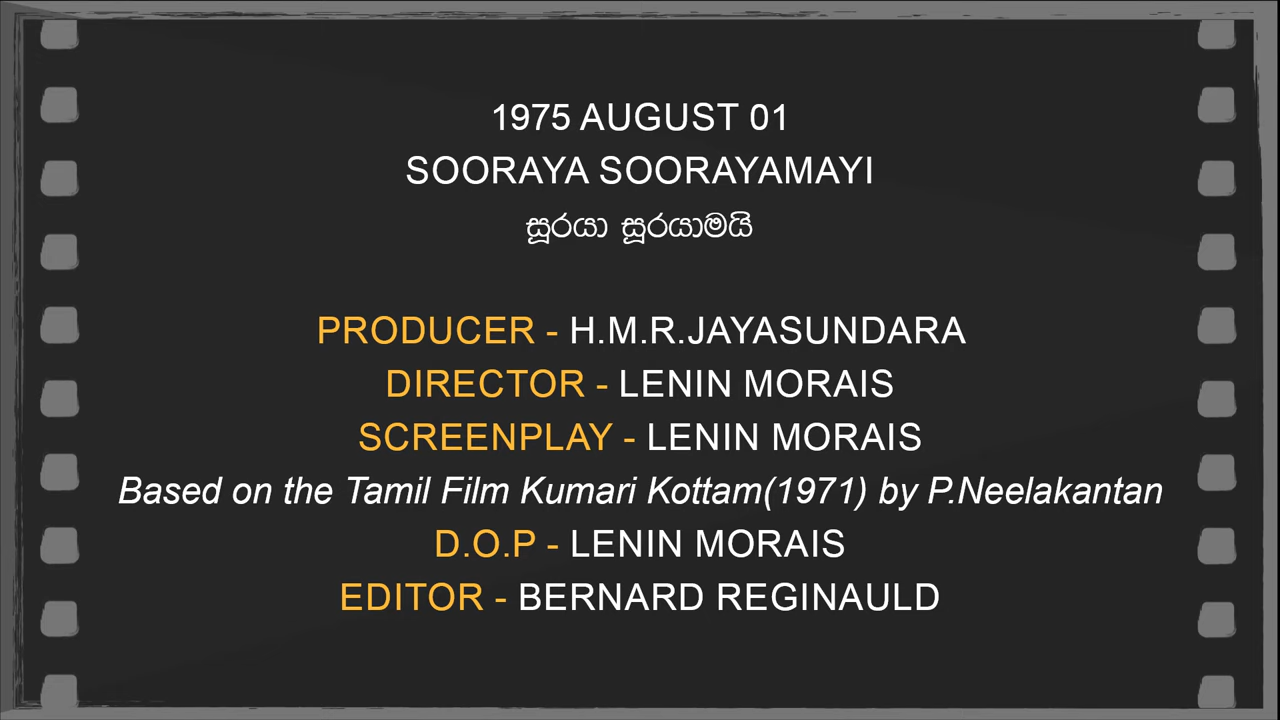 1975 AUGUST 01
SOORAYA SOORAYAMAYI
සූරයා සූරයාමයි
PRODUCER - H.M.R.JAYASUNDARA
DIRECTOR - LENIN MORAIS
SCREENPLAY - LENIN MORAIS
Based on the Tamil Film Kumari Kottam(1971) by P.Neelakantan
D.O.P - LENIN MORAIS
EDITOR - BERNARD REGINAULD